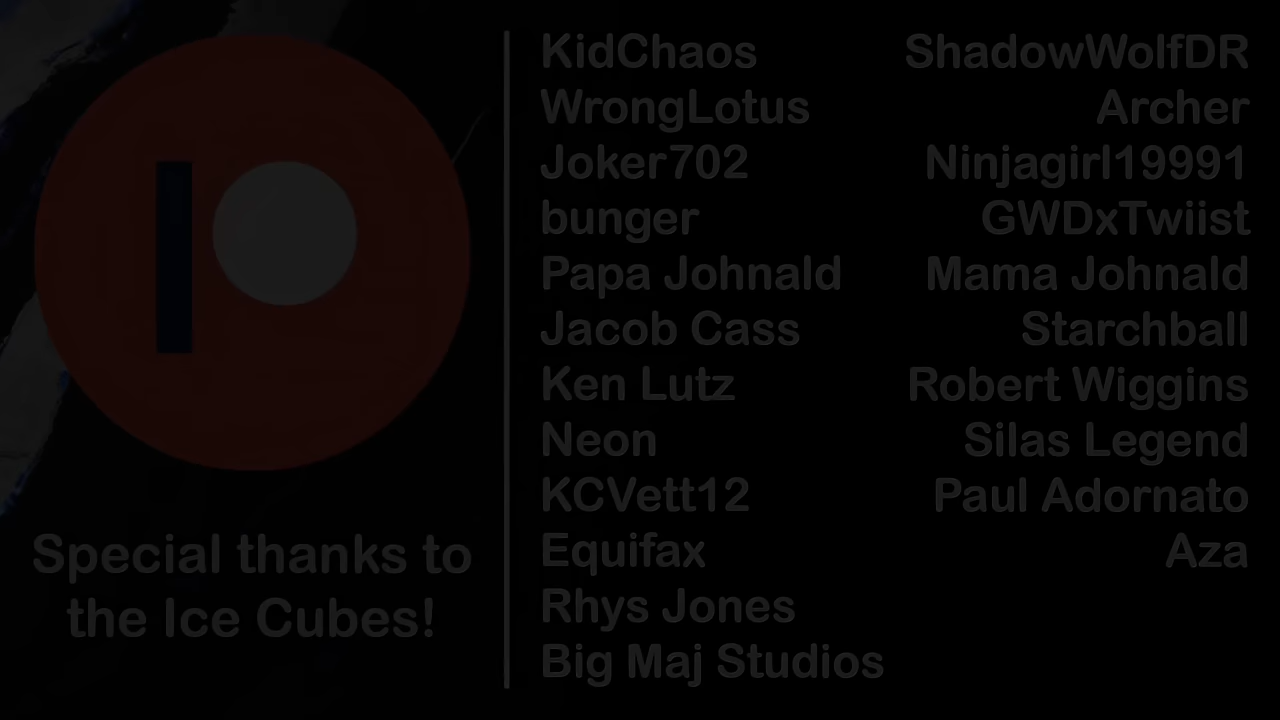 Special thanks to
the Ice Cubes!
KidChaos
WrongLotus
Joker702
bunger
Papa Johnald
Jacob Cass
Ken Lutz
Neon
KCVett12
Equifax
Rhys Jones
Big Maj Studios
ShadowWolfDR
Archer
Ninjagirl19991
GWDxTwiist
Mama Johnald
Starchball
Robert Wiggins
Silas Legend
Paul Adornato
Aza